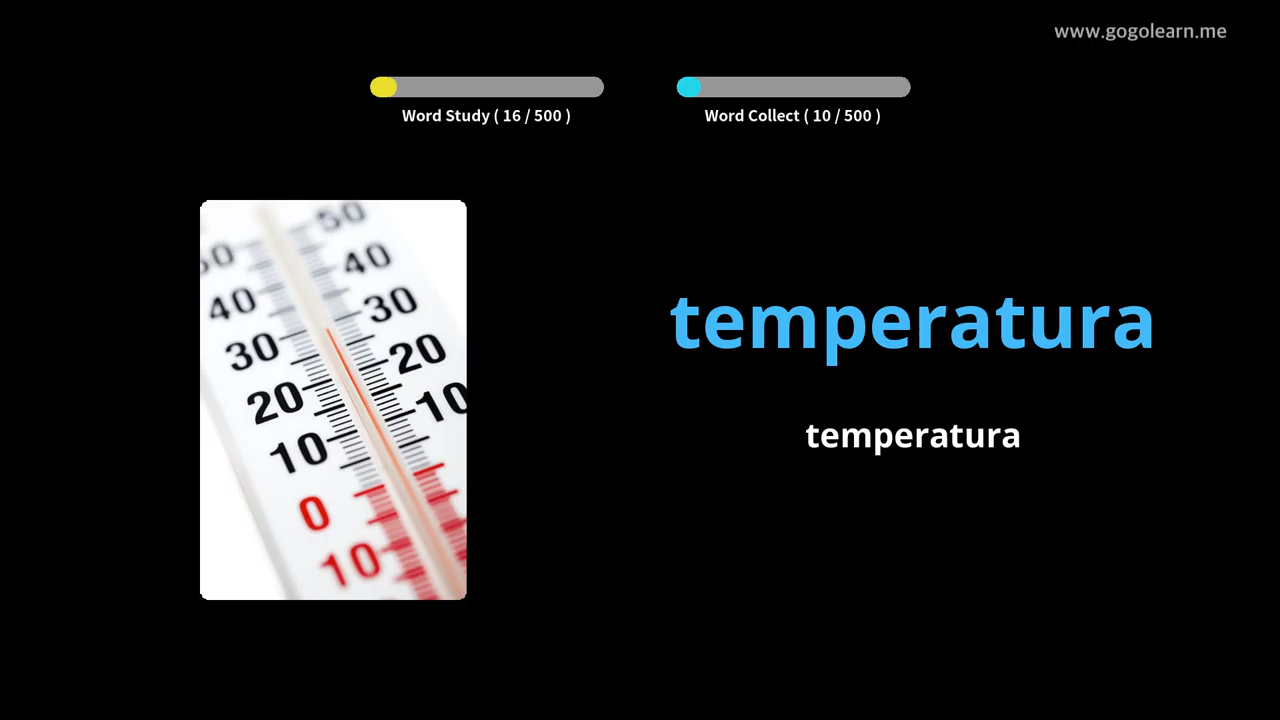 www.gogolearn.me
Word Study ( 16 / 500 )
Word Collect ( 10 / 500 )
50
40
30
20
10
40
30
20
10
0
10
temperatura
temperatura